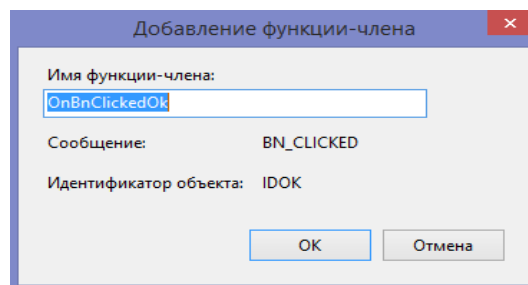 Добавление функции-члена
Имя функции-члена:
OnBnClickedOk
Сообщение: BN_CLICKED
Идентификатор объекта: IDOK
OK Отмена